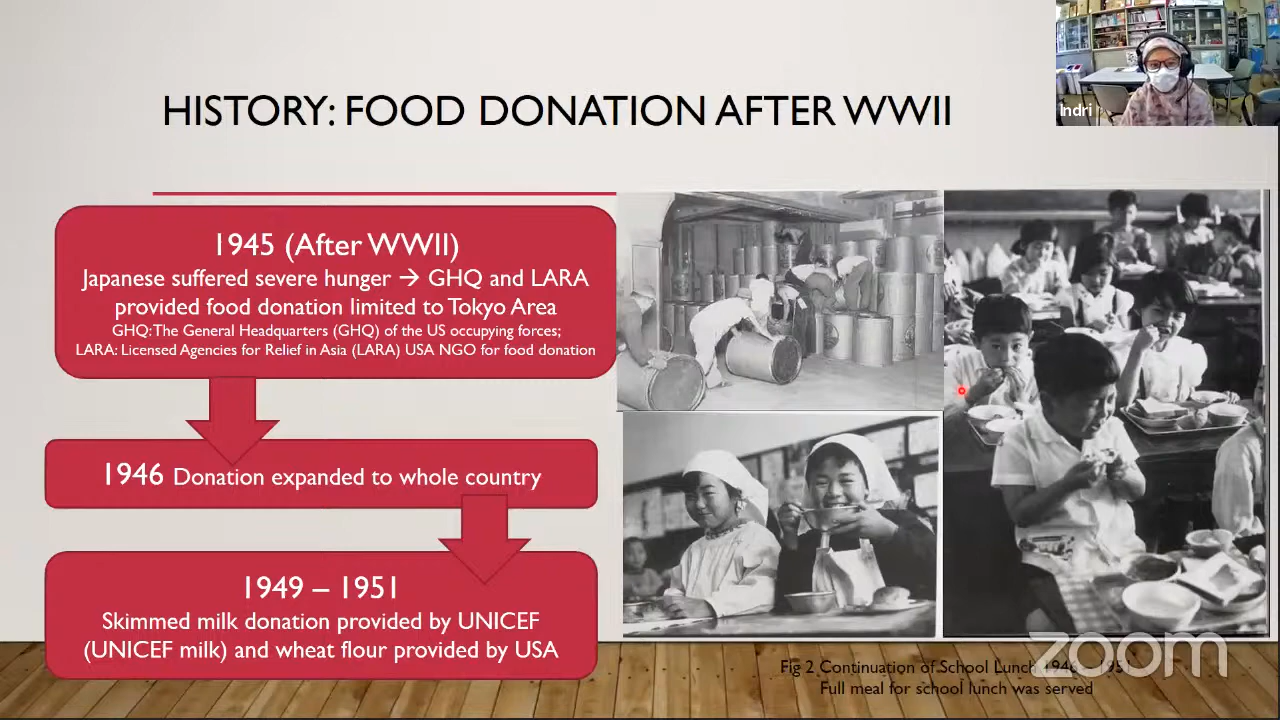 HISTORY: FOOD DONATION AFTER WWII
Indri
1945 (After WWII)
Japanese suffered severe hunger → GHQ and LARA
provided food donation limited to Tokyo Area
GHQ: The General Headquarters (GHQ) of the US occupying forces;
LARA: Licensed Agencies for Relief in Asia (LARA) USA NGO for food donation
1946 Donation expanded to whole country
1949 – 1951
Skimmed milk donation provided by UNICEF
(UNICEF milk) and wheat flour provided by USA
Fig 2 Continuation of School Lunch 1946 – 1951
Full meal for school lunch was served
zoom